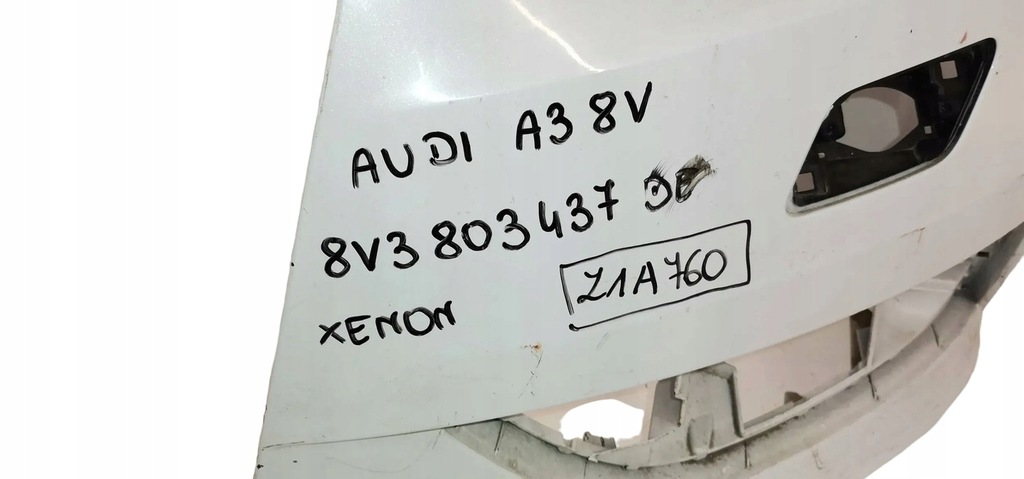 AUDI A3 8V
8V3 803 437
XENON
Z1A760